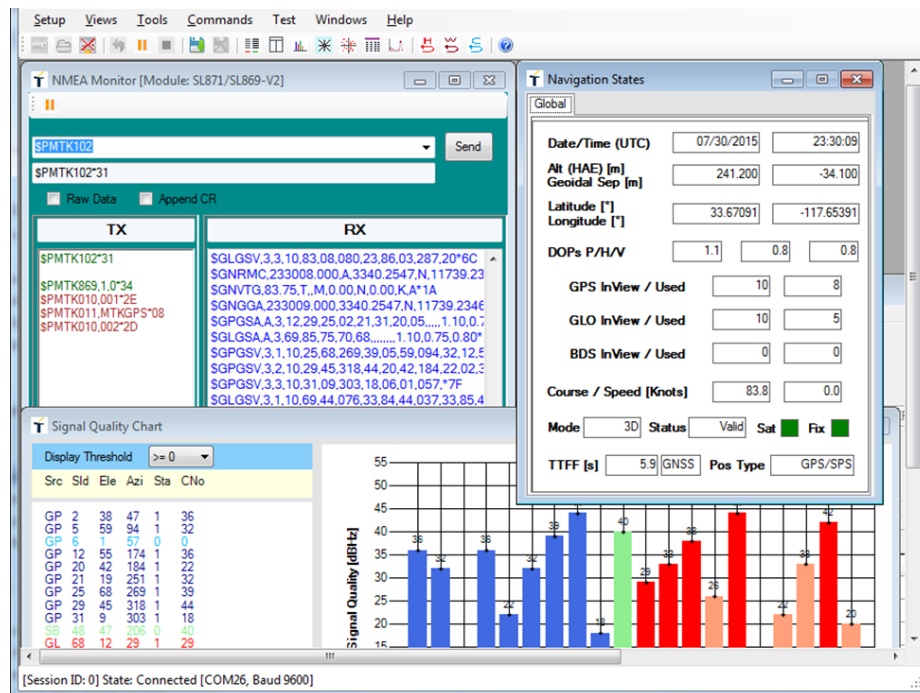 Setup Views Tools Commands Test Windows Help
NMEA Monitor [Module: SL871/SL869-V2]
$PMTK102
Send
$PMTK102*31
Raw Data Append CR
TX
$PMTK102*31
$PMTK869,1,0*34
$PMTK010,001*2E
$PMTK011,MTKGPS*08
$PMTK010,002*2D
RX
$GLGSV,3,3,10,83,08,080,23,86,03,287,20*6C
$GNRMC,233008.000,A,3340.2547,N,11739.23
$GNVTG,83.75,T,,M,0.00,N,0.00,K,A*1A
$GNGGA,233009.000,3340.2547,N,11739.2346
$GPGSA,A,3,12,29,25,02,21,31,20,05,,,,,1.10,0.7
$GLGSA,A,3,69,85,75,70,68,,,,,,,,1.10,0.75,0.80*
$GPGSV,3,1,10,25,68,269,39,05,59,094,32,12,5
$GPGSV,3,2,10,29,45,318,44,20,42,184,22,02,3
$GPGSV,3,3,10,31,09,303,18,06,01,057,*7F
$GLGSV,3,1,10,69,44,076,33,84,44,037,33,85,4
Navigation States
Global
Date/Time (UTC) 07/30/2015 23:30:09
Alt (HAE) [m]
Geoidal Sep [m] 241.200 -34.100
Latitude [°]
Longitude [°] 33.67091 -117.65391
DOPs P/H/V 1.1 0.8 0.8
GPS InView / Used 10 8
GLO InView / Used 10 5
BDS InView / Used 0 0
Course / Speed [Knots] 83.8 0.0
Mode 3D Status Valid Sat Fix
TTFF [s] 5.9 GNSS Pos Type GPS/SPS
Signal Quality Chart
Display Threshold >= 0
Src SId Ele Azi Sta CNo
GP 2 38 47 1 36
GP 5 59 94 1 32
GP 6 1 57 0 0
GP 12 55 174 1 36
GP 20 42 184 1 22
GP 21 19 251 1 32
GP 25 68 269 1 39
GP 29 45 318 1 44
GP 31 9 303 1 18
SB 48 47 206 0 40
GL 68 12 29 1 29
Signal Quality [dBHz]
55
50
45
40
35
30
25
20
15
36 32 36 22 32 39 18 40 29 33 38 26 22 33 42 20
[Session ID: 0] State: Connected [COM26, Baud 9600]